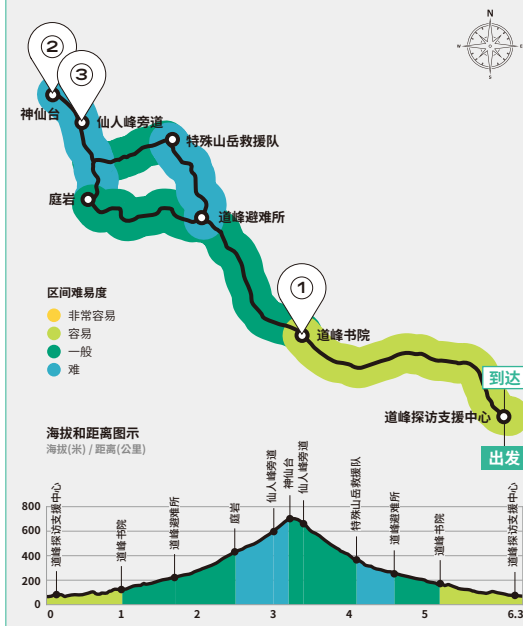 N
W
E
S
②
③
神仙台
仙人峰旁道
特殊山岳救援队
庭岩
道峰避难所
①
道峰书院
区间难易度
非常容易
容易
一般
难
到达
道峰探访支援中心
出发
海拔和距离图示
海拔(米) / 距离(公里)
道峰探访支援中心
道峰书院
道峰避难所
庭岩
仙人峰旁道
神仙台
仙人峰旁道
特殊山岳救援队
道峰避难所
道峰书院
道峰探访支援中心
800
600
400
200
0
0 1 2 3 4 5 6.3